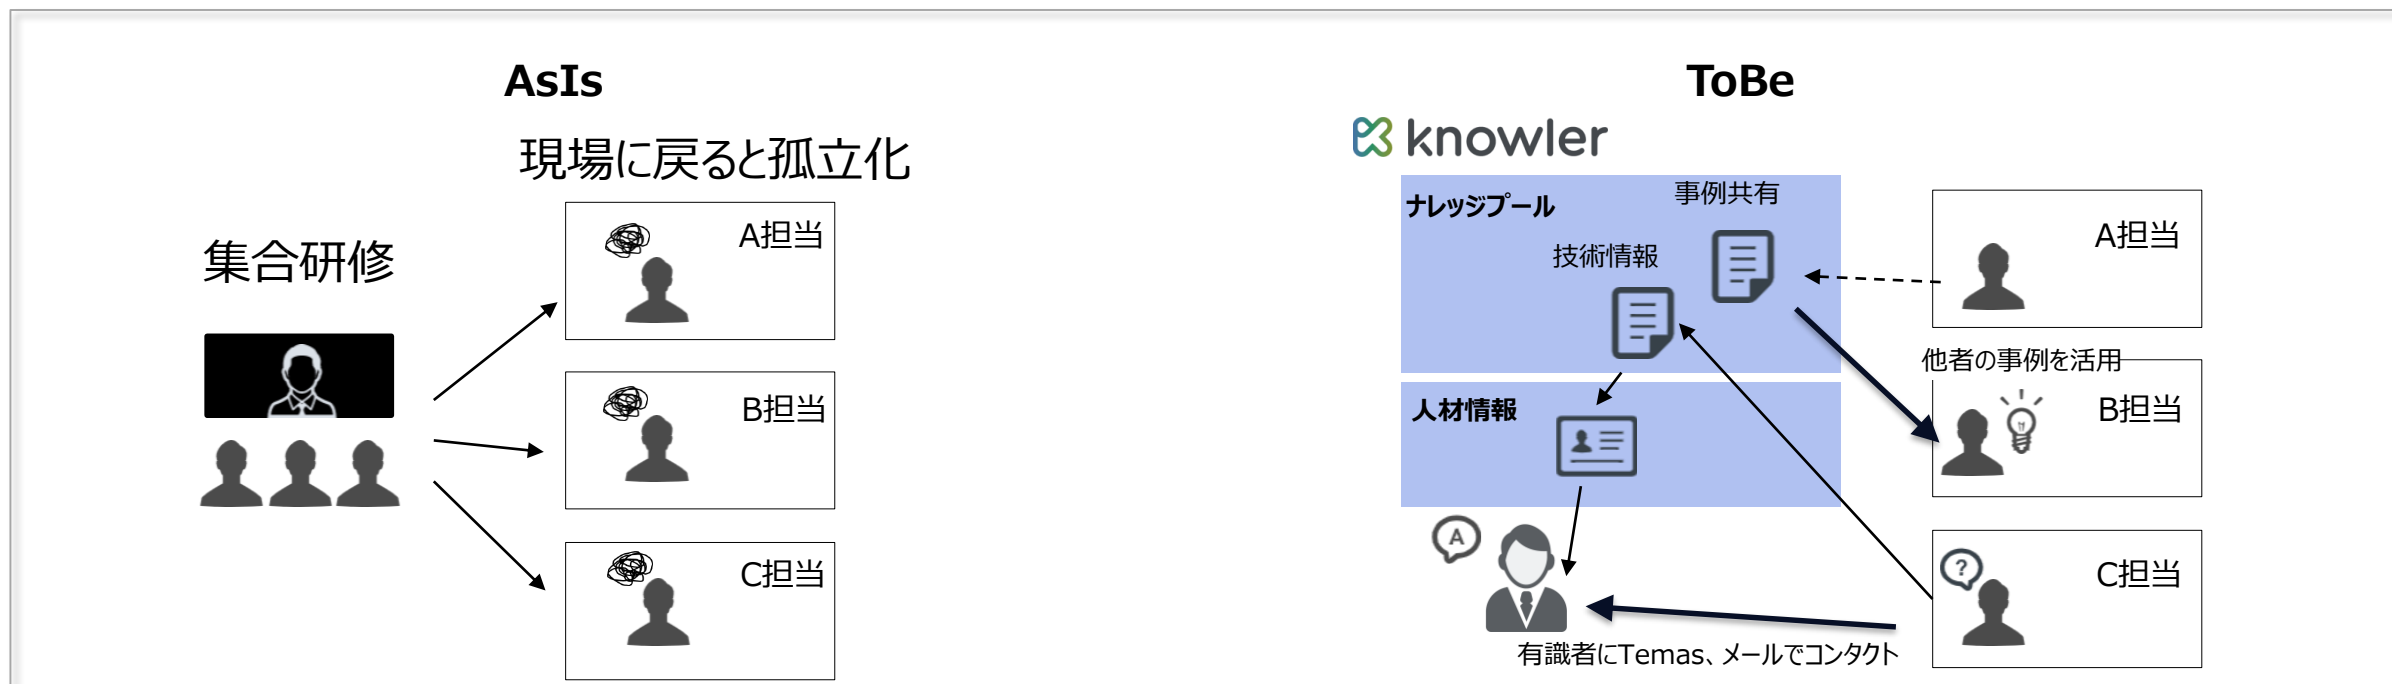 AsIs
現場に戻ると孤立化
集合研修
A担当
B担当
C担当
ToBe
knowler
ナレッジプール
事例共有
技術情報
A担当
他者の事例を活用
人材情報
B担当
A
?
C担当
有識者にTemas、メールでコンタクト